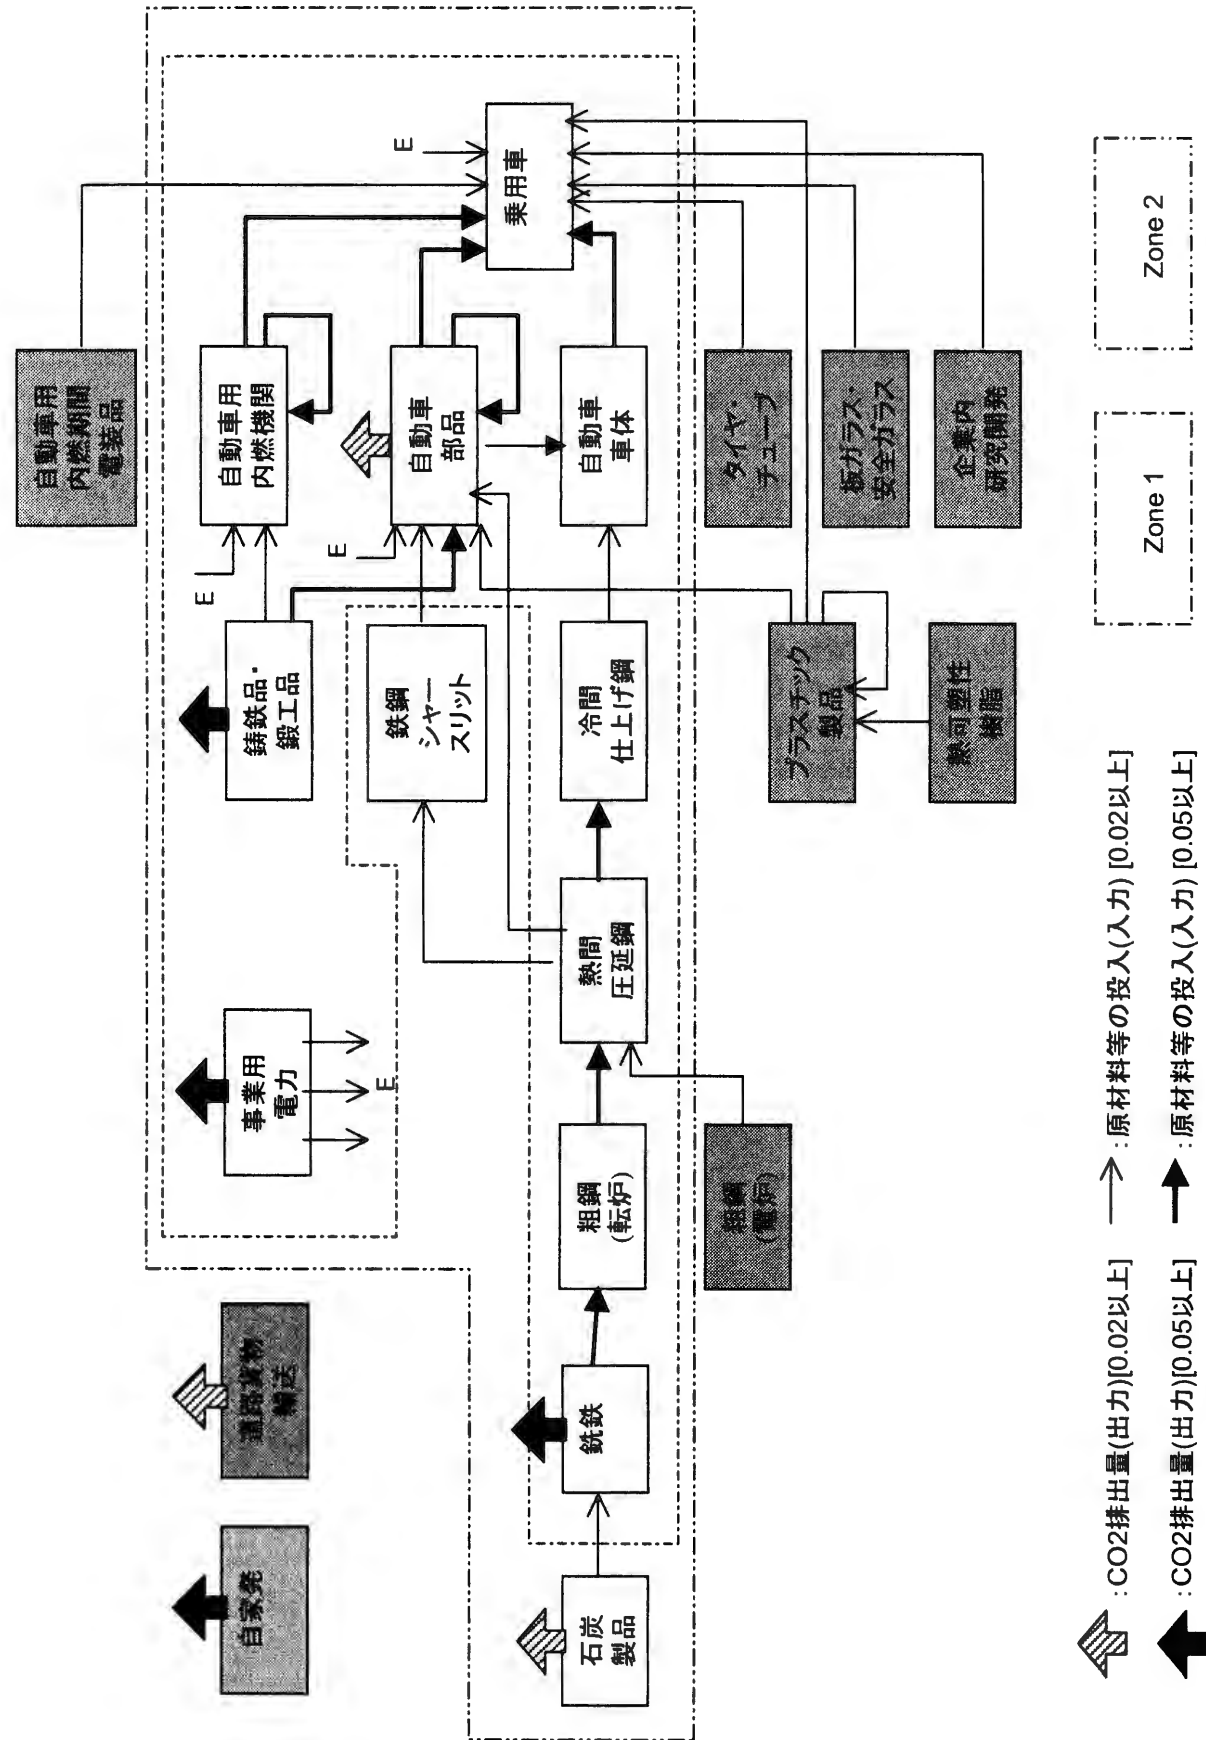 自家発
道路貨物
輸送
事業用
電力
E
鋳鉄品・
鍛工品
E
自動車用
内燃機関
自動車用
内燃期間
電装品
鉄鋼
シャー
スリット
E
自動車
部品
E
乗用車
石炭
製品
銑鉄
粗鋼
(転炉)
熱間
圧延鋼
冷間
仕上げ鋼
自動車
車体
粗鋼
(電炉)
プラスチック
製品
熱可塑性
樹脂
タイヤ・
チューブ
板ガラス・
安全ガラス
企業内
研究開発
:CO2排出量(出力)[0.02以上]
:原材料等の投入(入力) [0.02以上]
:CO2排出量(出力)[0.05以上]
:原材料等の投入(入力) [0.05以上]
Zone 1
Zone 2